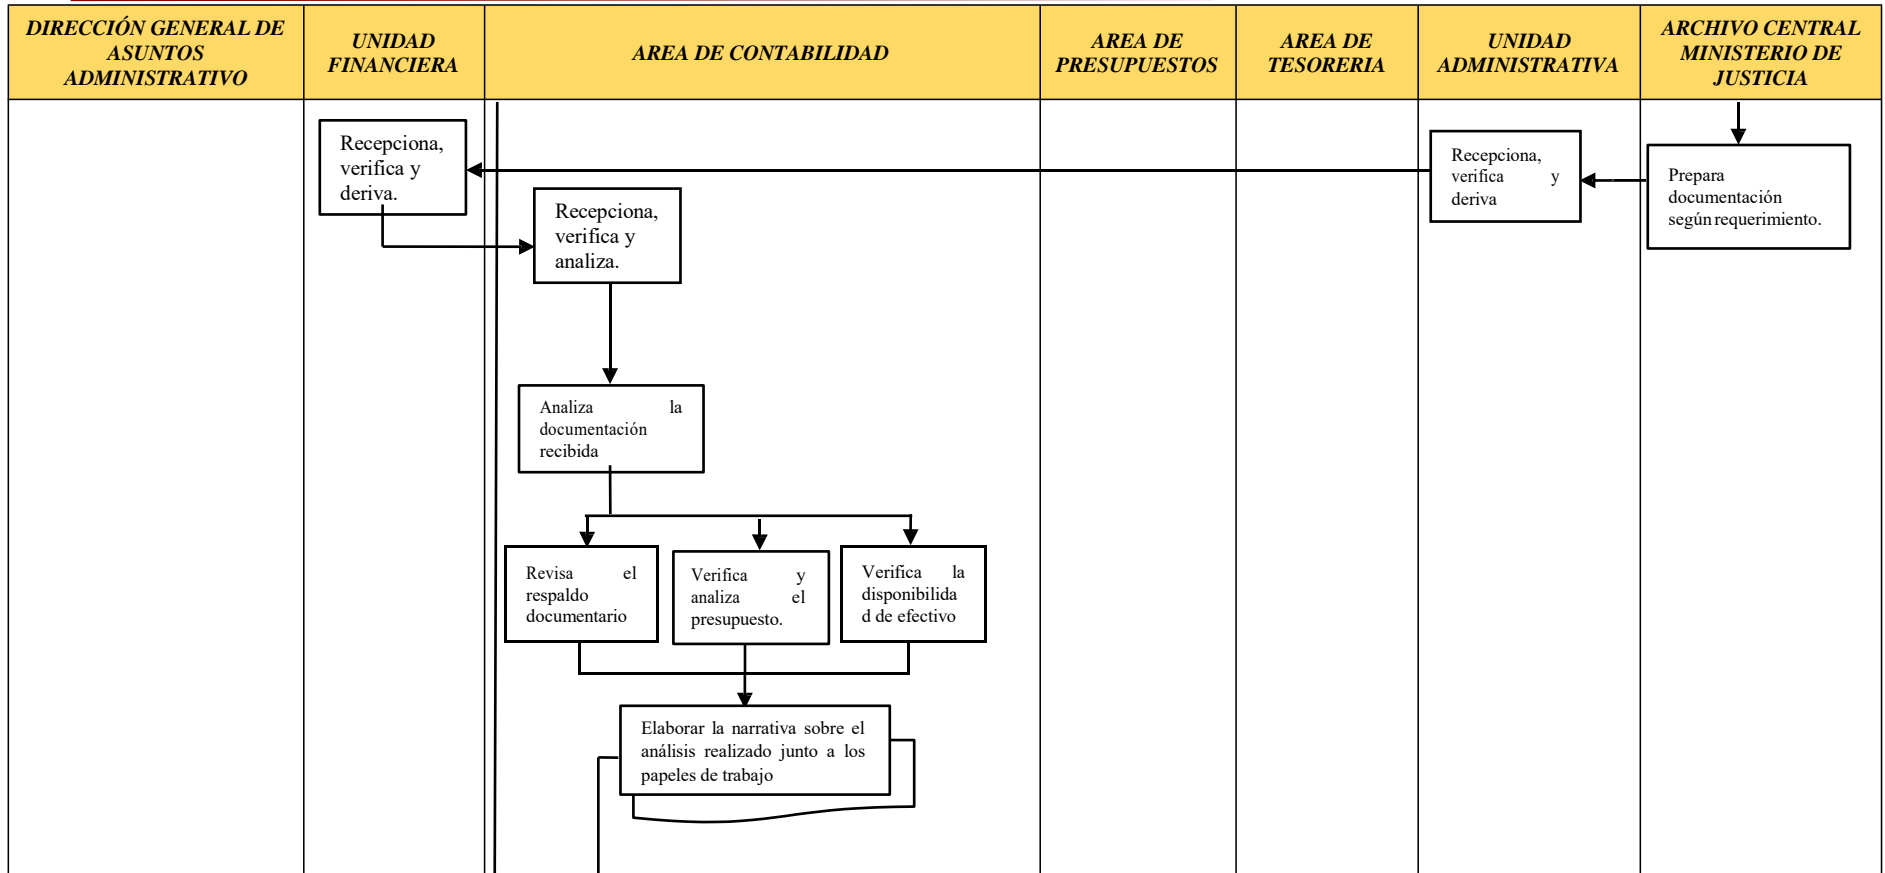 DIRECCIÓN GENERAL DE
ASUNTOS
ADMINISTRATIVO
UNIDAD
FINANCIERA
AREA DE CONTABILIDAD
AREA DE
PRESUPUESTOS
AREA DE
TESORERIA
UNIDAD
ADMINISTRATIVA
ARCHIVO CENTRAL
MINISTERIO DE
JUSTICIA
Recepciona,
verifica y
deriva.
Recepciona,
verifica y
deriva
Prepara
documentación
según requerimiento.
Recepciona,
verifica y
analiza.
Analiza la
documentación
recibida
Revisa el
respaldo
documentario
Verifica y
analiza el
presupuesto.
Verifica la
disponibilida
d de efectivo
Elaborar la narrativa sobre el
análisis realizado junto a los
papeles de trabajo